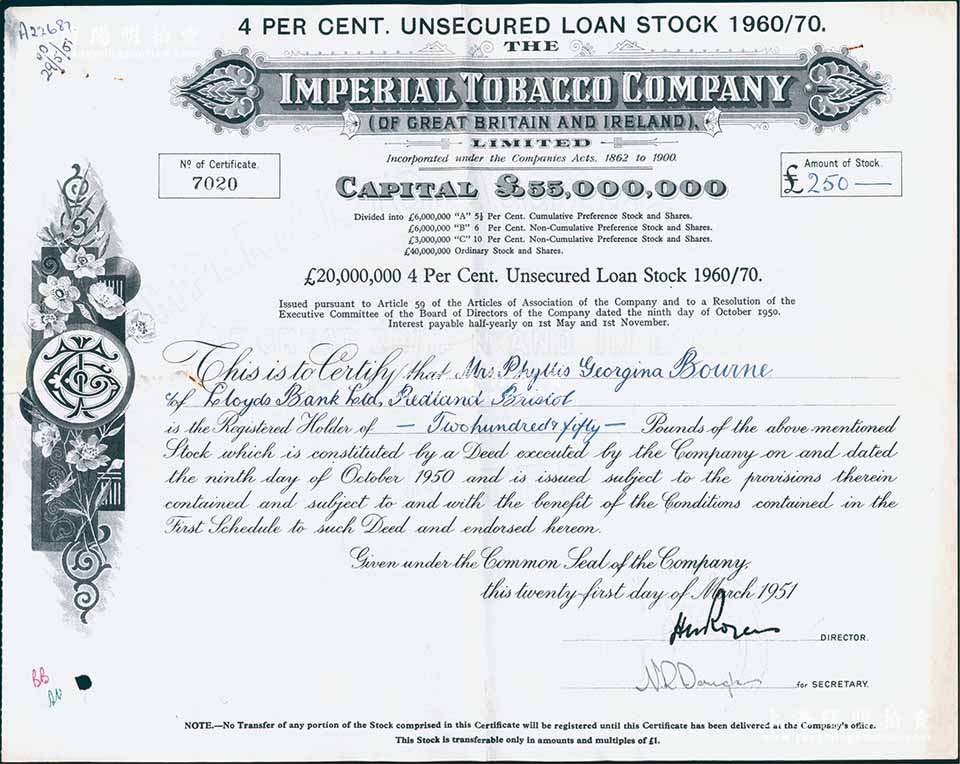 A22687
29/5/51
4 PER CENT. UNSECURED LOAN STOCK 1960/70.
THE
IMPERIAL TOBACCO COMPANY
(OF GREAT BRITAIN AND IRELAND),
LIMITED
Incorporated under the Companies Acts, 1862 to 1900.
No of Certificate.
7020
Amount of Stock.
£250—
CAPITAL £55,000,000
Divided into £6,000,000 "A" 5½ Per Cent. Cumulative Preference Stock and Shares.
£6,000,000 "B" 6 Per Cent. Non-Cumulative Preference Stock and Shares.
£3,000,000 "C" 10 Per Cent. Non-Cumulative Preference Stock and Shares.
£40,000,000 Ordinary Stock and Shares.
£20,000,000 4 Per Cent. Unsecured Loan Stock 1960/70.
Issued pursuant to Article 59 of the Articles of Association of the Company and to a Resolution of the
Executive Committee of the Board of Directors of the Company dated the ninth day of October 1950.
Interest payable half-yearly on 1st May and 1st November.
This is to Certify that Mrs Phyllis Georgina Bourne
c/of Lloyds Bank Ltd, Redland Bristol
is the Registered Holder of — Two hundred & fifty — Pounds of the above-mentioned
Stock which is constituted by a Deed executed by the Company on and dated
the ninth day of October 1950 and is issued subject to the provisions therein
contained and subject to and with the benefit of the Conditions contained in the
First Schedule to such Deed and endorsed hereon.
Given under the Common Seal of the Company,
this twenty-first day of March 1951
DIRECTOR.
for SECRETARY.
BB
NOTE.—No Transfer of any portion of the Stock comprised in this Certificate will be registered until this Certificate has been delivered at the Company's office.
This Stock is transferable only in amounts and multiples of £1.